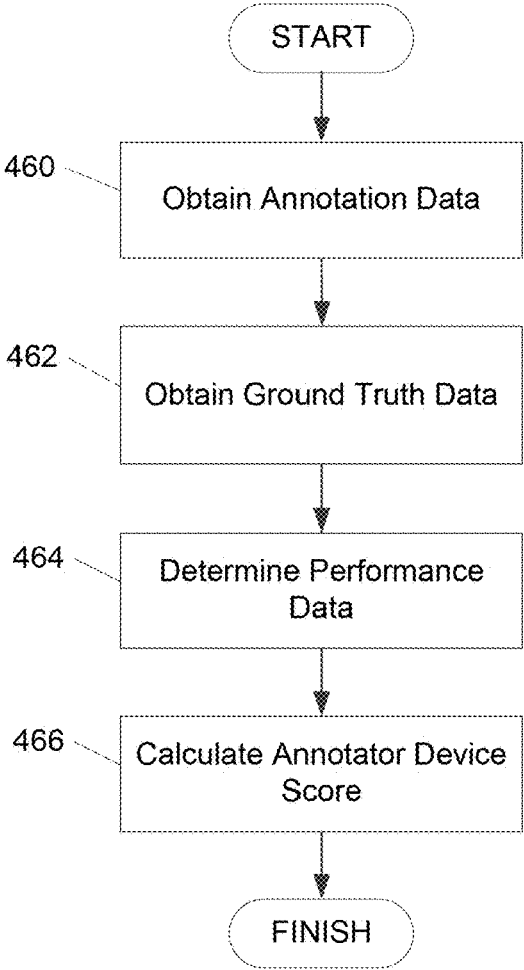 START
460
Obtain Annotation Data
462
Obtain Ground Truth Data
464
Determine Performance
Data
466
Calculate Annotator Device
Score
FINISH